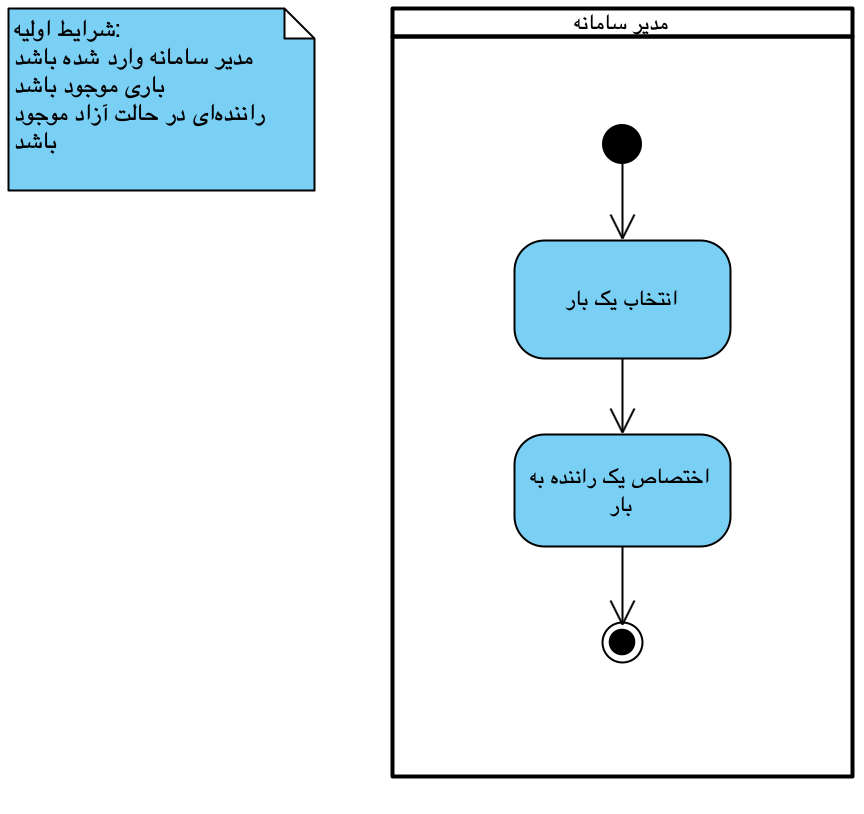 شرایط اولیه:
مدیر سامانه وارد شده باشد
باری موجود باشد
راننده‌ای در حالت آزاد موجود
باشد
مدیر سامانه
انتخاب یک بار
اختصاص یک راننده به
بار